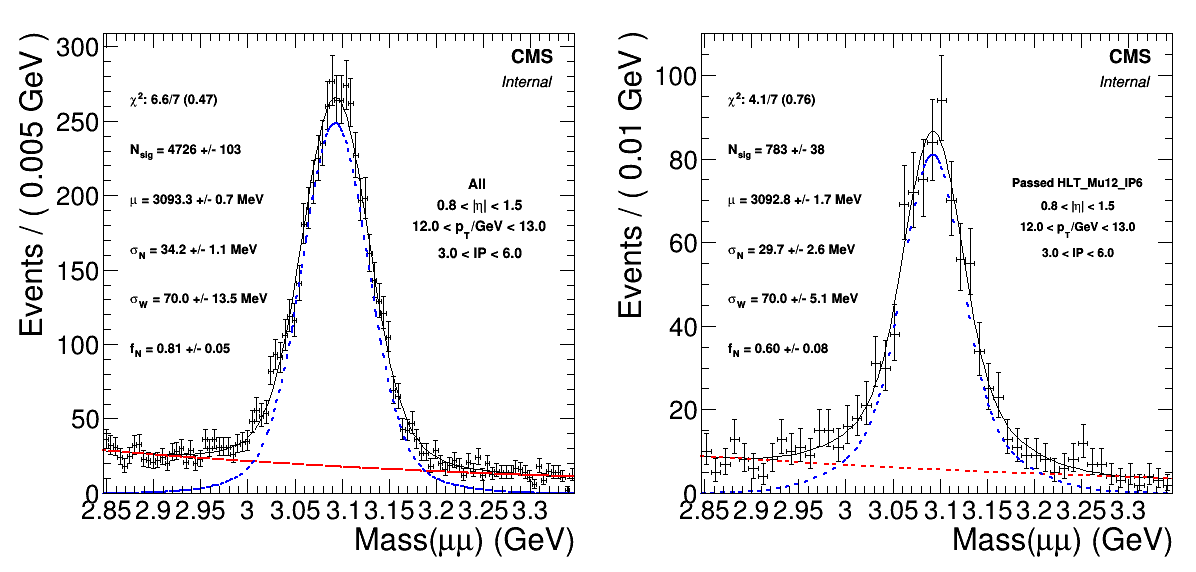 CMS
Internal
χ²: 6.6/7 (0.47)
N_sig = 4726 +/- 103
μ = 3093.3 +/- 0.7 MeV
σ_N = 34.2 +/- 1.1 MeV
σ_W = 70.0 +/- 13.5 MeV
f_N = 0.81 +/- 0.05
All
0.8 < |η| < 1.5
12.0 < p_T/GeV < 13.0
3.0 < IP < 6.0
Events / ( 0.005 GeV )
300
250
200
150
100
50
0
2.85 2.9 2.95 3 3.05 3.1 3.15 3.2 3.25 3.3
Mass(μμ) (GeV)
CMS
Internal
χ²: 4.1/7 (0.76)
N_sig = 783 +/- 38
μ = 3092.8 +/- 1.7 MeV
σ_N = 29.7 +/- 2.6 MeV
σ_W = 70.0 +/- 5.1 MeV
f_N = 0.60 +/- 0.08
Passed HLT_Mu12_IP6
0.8 < |η| < 1.5
12.0 < p_T/GeV < 13.0
3.0 < IP < 6.0
Events / ( 0.01 GeV )
100
80
60
40
20
0
2.85 2.9 2.95 3 3.05 3.1 3.15 3.2 3.25 3.3
Mass(μμ) (GeV)